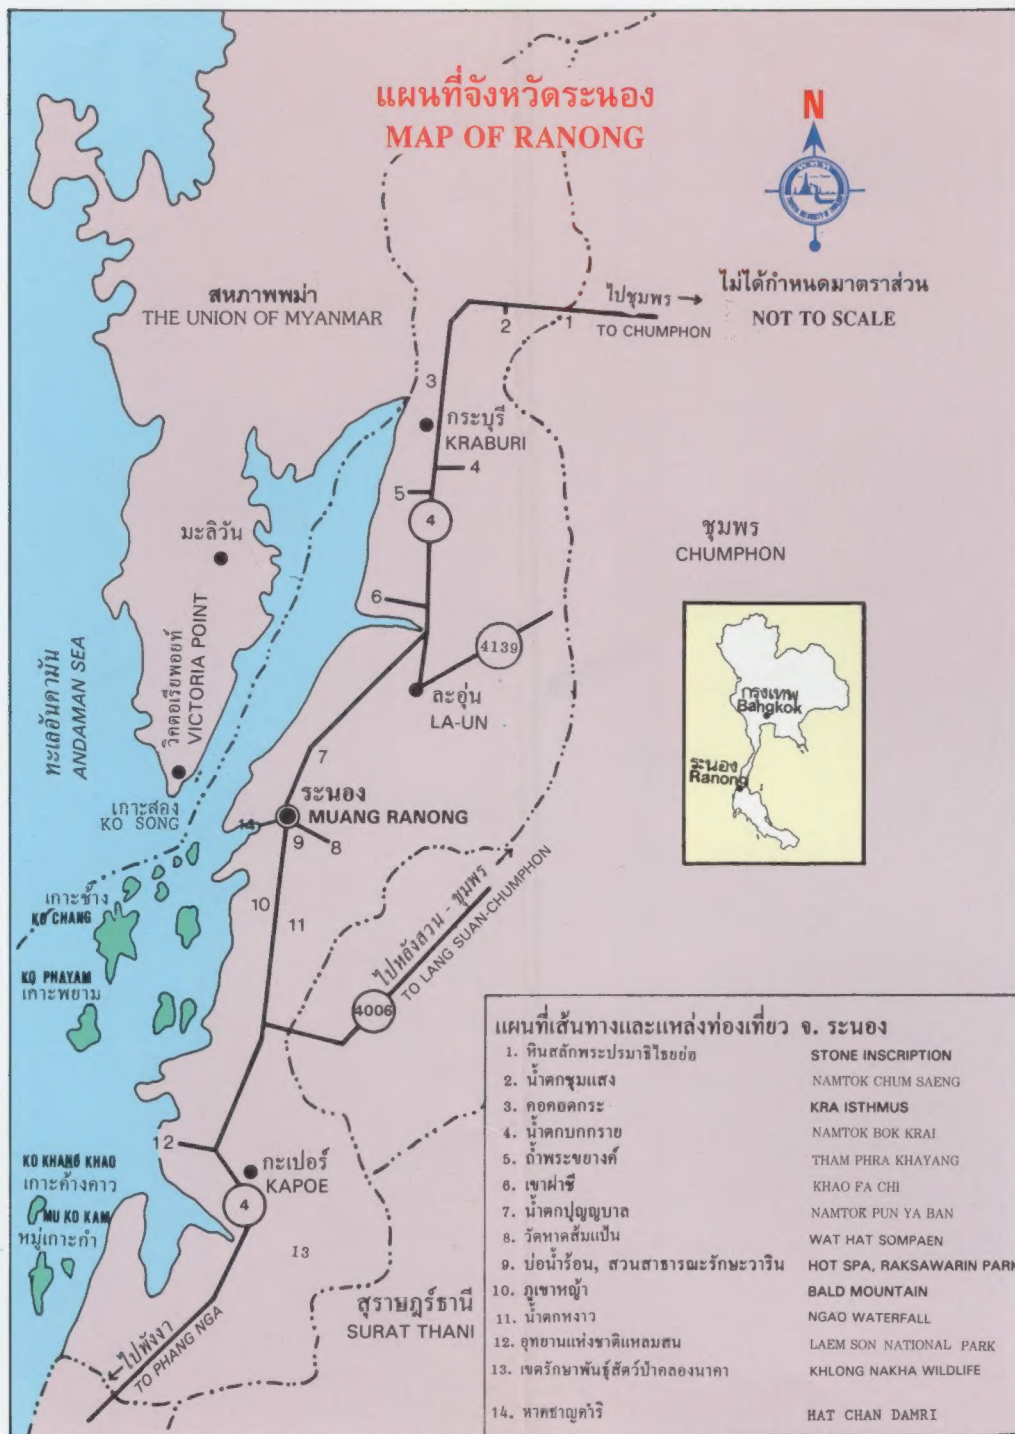 แผนที่จังหวัดระนอง
MAP OF RANONG
N
ไม่ได้กำหนดมาตราส่วน
NOT TO SCALE
สหภาพพม่า
THE UNION OF MYANMAR
ไปชุมพร →
TO CHUMPHON
1
2
3
กระบุรี
KRABURI
4
5
4
ชุมพร
CHUMPHON
มะลิวัน
6
4139
วิคตอเรียพอยท์
VICTORIA POINT
ทะเลอันดามัน
ANDAMAN SEA
ละอุ่น
LA-UN
กรุงเทพ
Bangkok
ระนอง
Ranong
7
ระนอง
MUANG RANONG
เกาะสอง
KO SONG
14
9
8
เกาะช้าง
KO CHANG
10
11
ไปหลังสวน - ชุมพร
TO LANG SUAN-CHUMPHON
KO PHAYAM
เกาะพยาม
4006
12
กะเปอร์
KAPOE
KO KHANG KHAO
เกาะค้างคาว
MU KO KAM
หมู่เกาะกำ
4
13
สุราษฎร์ธานี
SURAT THANI
ไปพังงา
TO PHANG NGA
แผนที่เส้นทางและแหล่งท่องเที่ยว จ. ระนอง
1. หินสลักพระปรมาธิไธยย่อ STONE INSCRIPTION
2. น้ำตกชุมแสง NAMTOK CHUM SAENG
3. คอคอดกระ KRA ISTHMUS
4. น้ำตกบกกราย NAMTOK BOK KRAI
5. ถ้ำพระขยางค์ THAM PHRA KHAYANG
6. เขาฝาชี KHAO FA CHI
7. น้ำตกปุญญบาล NAMTOK PUN YA BAN
8. วัดหาดส้มแป้น WAT HAT SOMPAEN
9. บ่อน้ำร้อน, สวนสาธารณะรักษะวาริน HOT SPA, RAKSAWARIN PARK
10. ภูเขาหญ้า BALD MOUNTAIN
11. น้ำตกหงาว NGAO WATERFALL
12. อุทยานแห่งชาติแหลมสน LAEM SON NATIONAL PARK
13. เขตรักษาพันธุ์สัตว์ป่าคลองนาคา KHLONG NAKHA WILDLIFE
14. หาดชาญดำริ HAT CHAN DAMRI